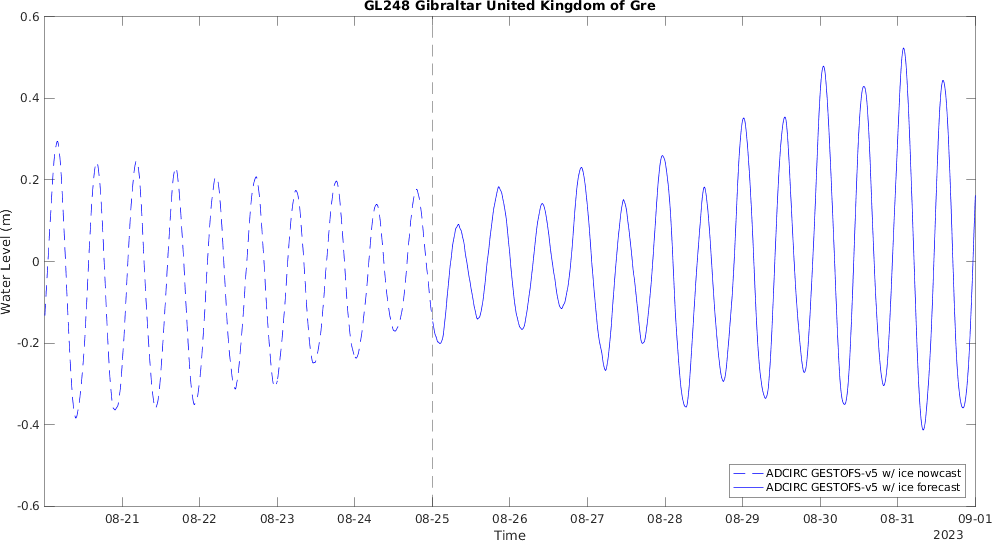 GL248 Gibraltar United Kingdom of Gre
0.6
0.4
0.2
0
-0.2
-0.4
-0.6
Water Level (m)
ADCIRC GESTOFS-v5 w/ ice nowcast
ADCIRC GESTOFS-v5 w/ ice forecast
08-21 08-22 08-23 08-24 08-25 08-26 08-27 08-28 08-29 08-30 08-31 09-01
Time
2023